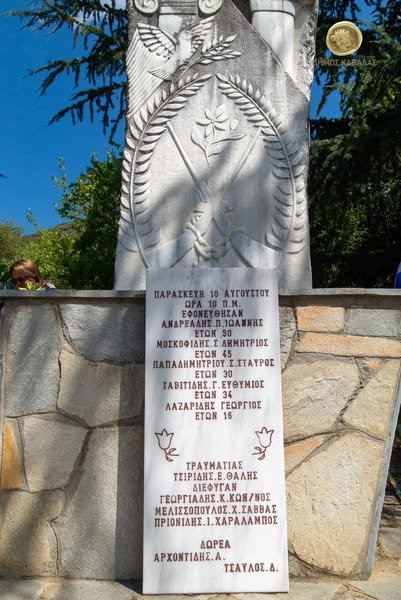 ΔΗΜΟΣ ΚΑΒΑΛΑΣ
ΠΑΡΑΣΚΕΥΗ 10 ΑΥΓΟΥΣΤΟΥ
ΩΡΑ 10 Π.Μ.
ΕΦΟΝΕΥΘΗΣΑΝ
ΑΝΔΡΕΑΔΗΣ.Π.ΙΩΑΝΝΗΣ
ΕΤΩΝ 50
ΜΟΣΚΟΦΙΔΗΣ.Σ.ΔΗΜΗΤΡΙΟΣ
ΕΤΩΝ 45
ΠΑΠΑΔΗΜΗΤΡΙΟΥ.Σ.ΣΤΑΥΡΟΣ
ΕΤΩΝ 30
ΤΑΒΙΤΙΔΗΣ.Γ.ΕΥΘΥΜΙΟΣ
ΕΤΩΝ 34
ΛΑΖΑΡΙΔΗΣ ΓΕΩΡΓΙΟΣ
ΕΤΩΝ 16
ΤΡΑΥΜΑΤΙΑΣ
ΤΣΙΡΙΔΗΣ.Ε.ΘΑΛΗΣ
ΔΙΕΦΥΓΑΝ
ΓΕΩΡΓΙΑΔΗΣ.Κ.ΚΩΝ/ΝΟΣ
ΜΕΛΙΣΣΟΠΟΥΛΟΣ.Χ.ΣΑΒΒΑΣ
ΠΡΙΟΝΙΔΗΣ.Ι.ΧΑΡΑΛΑΜΠΟΣ
ΔΩΡΕΑ
ΑΡΧΟΝΤΙΔΗΣ.Α.
ΤΣΑΥΛΟΣ.Δ.